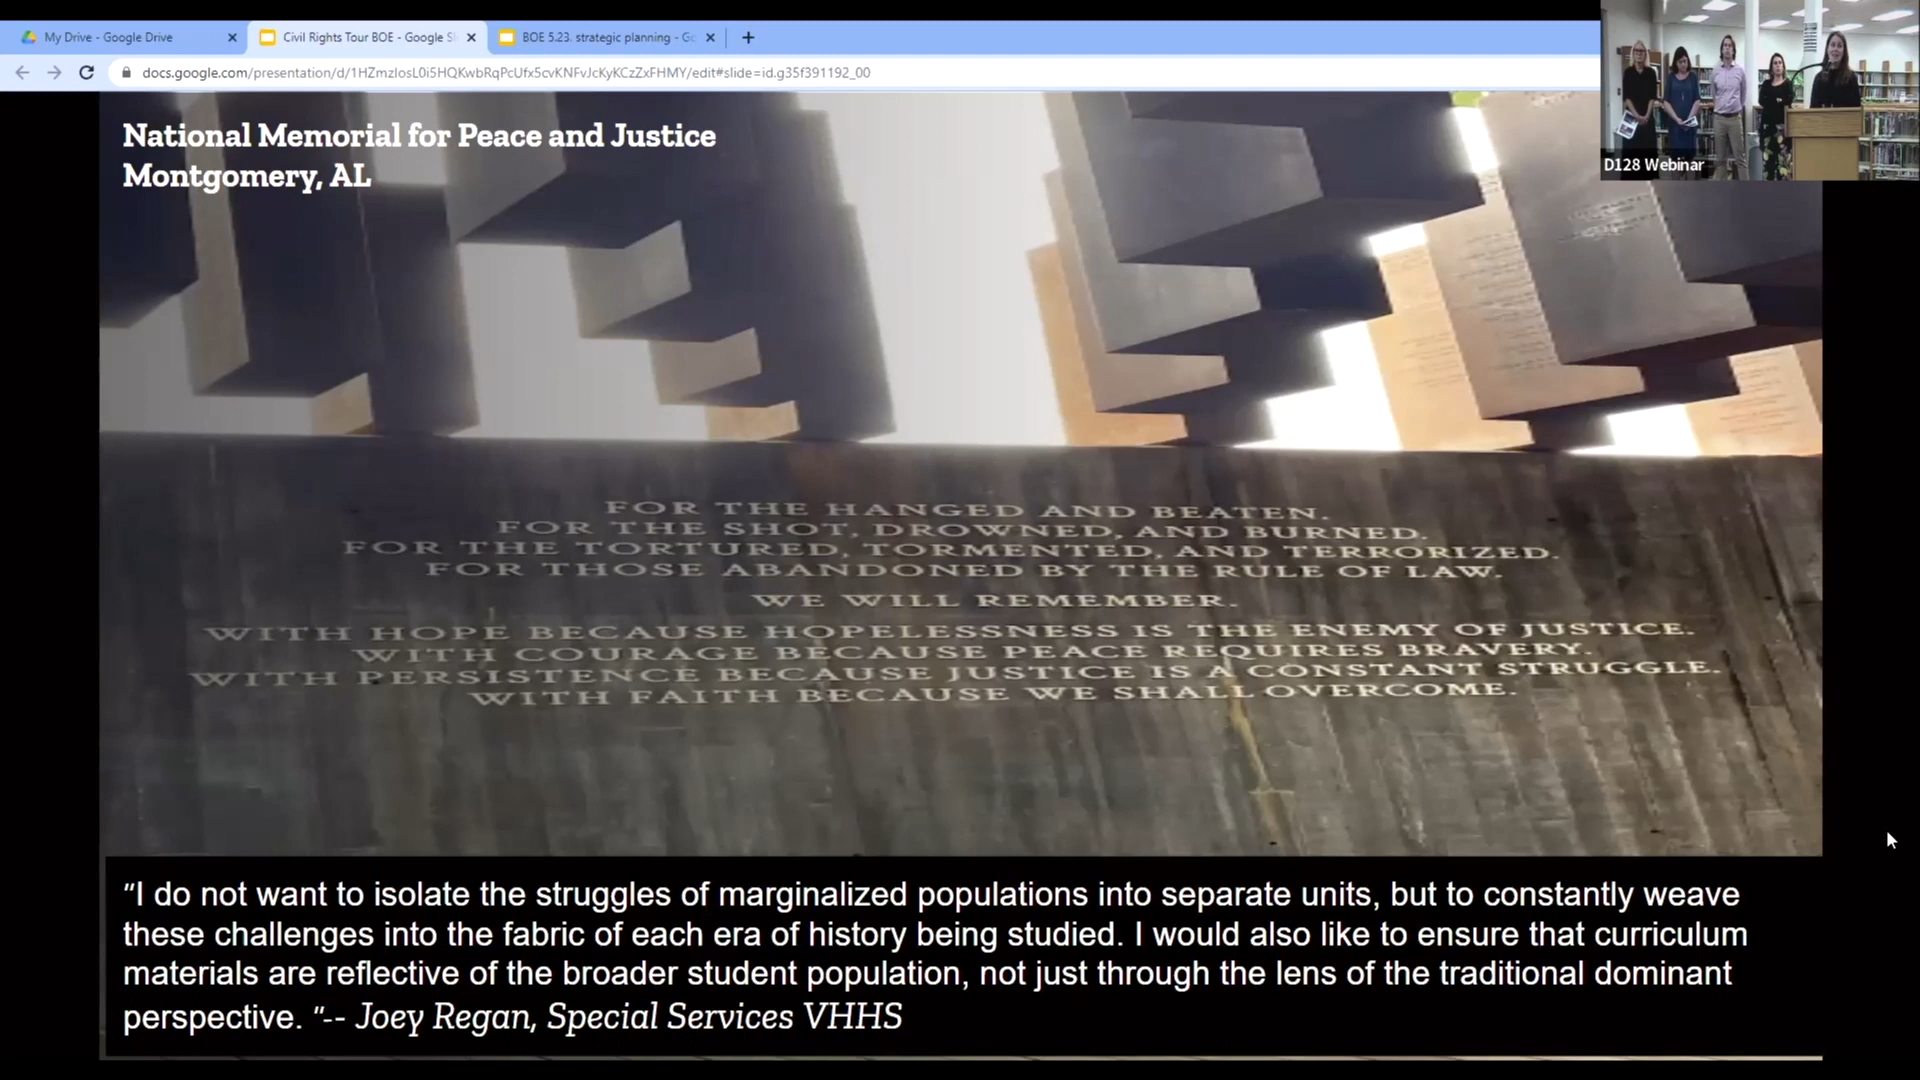 My Drive - Google Drive
Civil Rights Tour BOE - Google Sl
BOE 5.23. strategic planning - Go
docs.google.com/presentation/d/1HZmzIosL0i5HQKwbRqPcUfx5cvKNFvJcKyKCzZxFHMY/edit#slide=id.g35f391192_00
D128 Webinar
National Memorial for Peace and Justice
Montgomery, AL
FOR THE HANGED AND BEATEN.
FOR THE SHOT, DROWNED, AND BURNED.
FOR THE TORTURED, TORMENTED, AND TERRORIZED.
FOR THOSE ABANDONED BY THE RULE OF LAW.
WE WILL REMEMBER.
WITH HOPE BECAUSE HOPELESSNESS IS THE ENEMY OF JUSTICE.
WITH COURAGE BECAUSE PEACE REQUIRES BRAVERY.
WITH PERSISTENCE BECAUSE JUSTICE IS A CONSTANT STRUGGLE.
WITH FAITH BECAUSE WE SHALL OVERCOME.
"I do not want to isolate the struggles of marginalized populations into separate units, but to constantly weave
these challenges into the fabric of each era of history being studied. I would also like to ensure that curriculum
materials are reflective of the broader student population, not just through the lens of the traditional dominant
perspective. "-- Joey Regan, Special Services VHHS